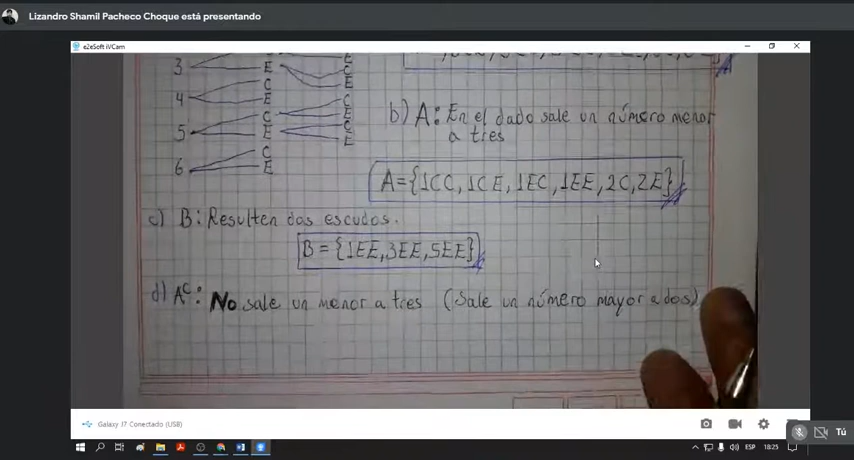 Lizandro Shamil Pacheco Choque está presentando
e2eSoft iVCam
3 E C E
4 C E
5 C E C E C E
6 C E
b) A: En el dado sale un número menor
a tres
A={1CC, 1CE, 1EC, 1EE, 2C, 2E}
c) B: Resulten dos escudos.
B = {1EE, 3EE, 5EE}
d) Aᶜ: No sale un menor a tres (Sale un número mayor a dos)
Galaxy J7 Conectado (USB)
Tú
ESP 18:25